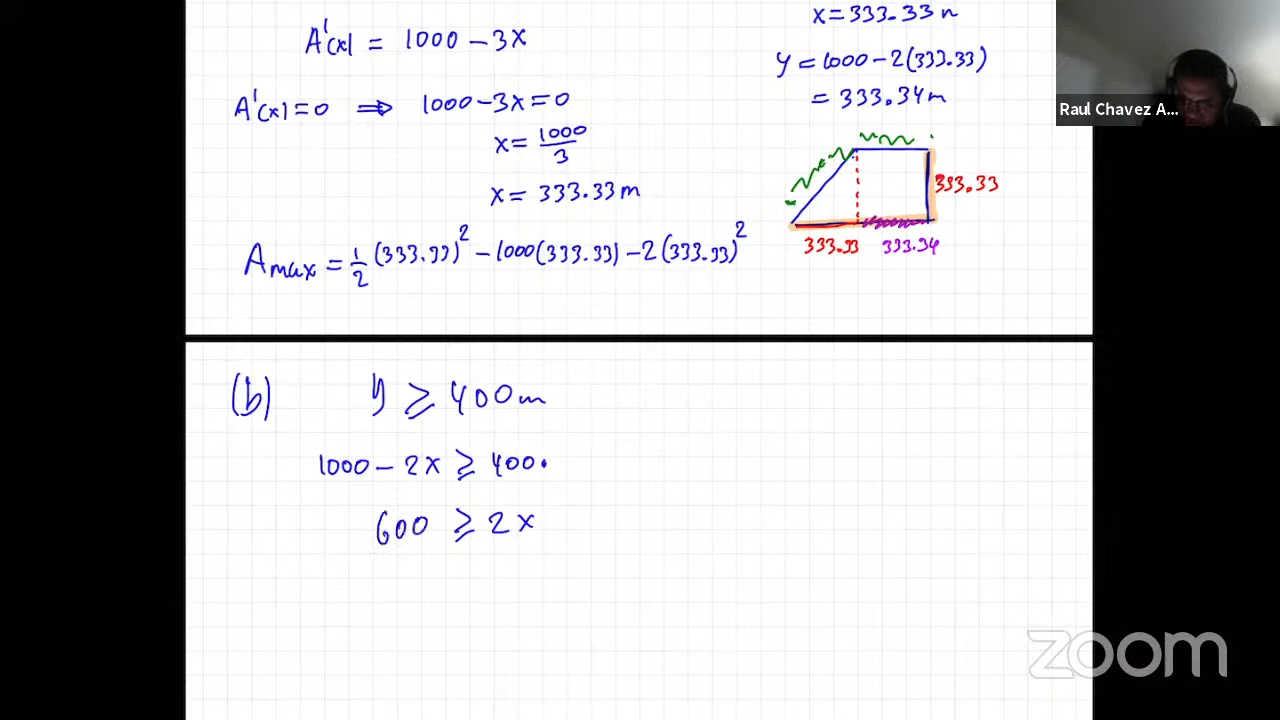 A'(x) = 1000 - 3x
A'(x) = 0 ⟹ 1000 - 3x = 0
x = 1000/3
x = 333.33 m
A max = 1/2 (333.33)² - 1000(333.33) - 2(333.33)²
x = 333.33 m
y = 1000 - 2(333.33)
= 333.34 m
333.33
333.33 333.34
Raul Chavez A...
(b) y ≥ 400 m
1000 - 2x ≥ 400
600 ≥ 2x
zoom